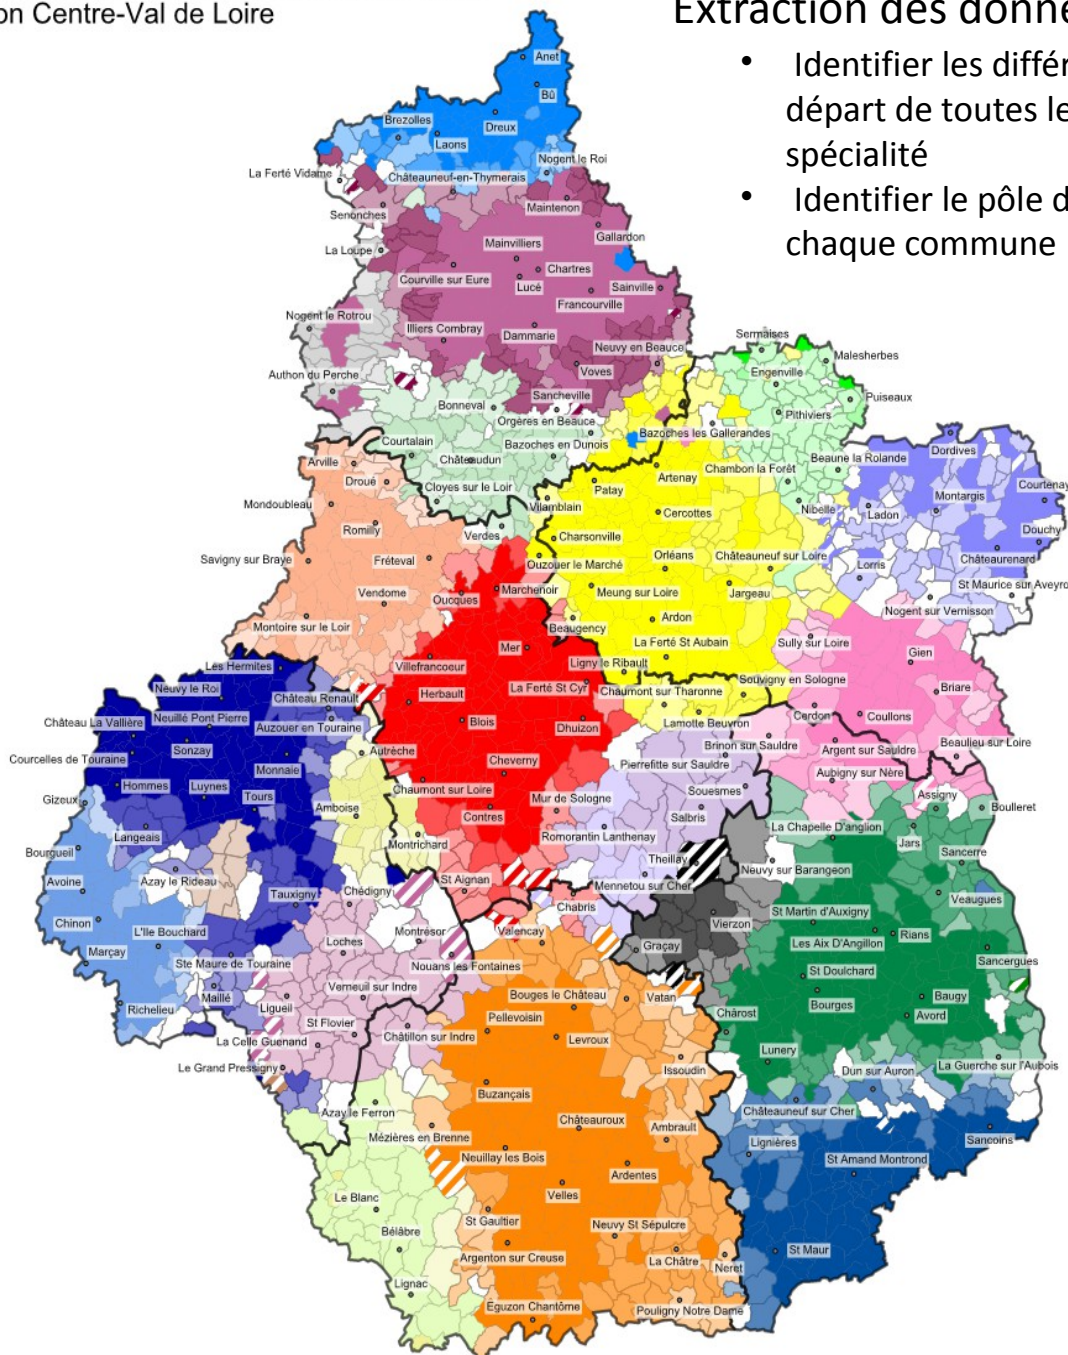 on Centre-Val de Loire
Extraction des donné
• Identifier les différ
départ de toutes le
spécialité
• Identifier le pôle d
chaque commune
Anet
Bû
Dreux
Brezolles
Laons
Nogent le Roi
La Ferté Vidame
Châteauneuf-en-Thymerais
Senonches
Maintenon
Gallardon
La Loupe
Mainvilliers
Chartres
Courville sur Eure
Lucé
Sainville
Francourville
Nogent le Rotrou
Illiers Combray
Dammarie
Neuvy en Beauce
Sermaises
Malesherbes
Authon du Perche
Voves
Engenville
Puiseaux
Sancheville
Bonneval
Pithiviers
Orgères en Beauce
Bazoches les Gallerandes
Courtalain
Bazoches en Dunois
Arville
Châteaudun
Chambon la Forêt
Beaune la Rolande
Dordives
Droué
Cloyes sur le Loir
Artenay
Patay
Courtenay
Montargis
Mondoubleau
Vilamblain
Cercottes
Nibelle
Ladon
Romilly
Verdes
Charsonville
Douchy
Savigny sur Braye
Fréteval
Ouzouer le Marché
Orléans
Châteauneuf sur Loire
Lorris
Châteaurenard
Vendome
Marchenoir
Oucques
Meung sur Loire
Jargeau
St Maurice sur Aveyro
Nogent sur Vernisson
Montoire sur le Loir
Beaugency
Ardon
La Ferté St Aubain
Sully sur Loire
Gien
Les Hermites
Villefrancoeur
Mer
Ligny le Ribault
Souvigny en Sologne
Briare
Neuvy le Roi
Château Renault
Herbault
La Ferté St Cyr
Chaumont sur Tharonne
Cerdon
Coullons
Château La Vallière
Neuillé Pont Pierre
Auzouer en Touraine
Blois
Dhuizon
Lamotte Beuvron
Courcelles de Touraine
Sonzay
Autrèche
Brinon sur Sauldre
Argent sur Sauldre
Beaulieu sur Loire
Monnaie
Cheverny
Pierrefitte sur Sauldre
Aubigny sur Nère
Hommes
Luynes
Tours
Chaumont sur Loire
Souesmes
Assigny
Gizeux
Amboise
Contres
Mur de Sologne
Salbris
Boulleret
Langeais
Romorantin Lanthenay
La Chapelle D'anglion
Jars
Bourgueil
Montrichard
Theillay
Sancerre
Azay le Rideau
St Aignan
Mennetou sur Cher
Neuvy sur Barangeon
Avoine
Tauxigny
Chédigny
Chabris
Veaugues
Chinon
L'Ile Bouchard
Montrésor
Valencay
Vierzon
St Martin d'Auxigny
Rians
Marçay
Loches
Graçay
Les Aix D'Angillon
Sancergues
Ste Maure de Touraine
Nouans les Fontaines
St Doulchard
Richelieu
Maillé
Verneuil sur Indre
Bouges le Château
Vatan
Bourges
Baugy
Ligueil
Pellevoisin
Chârost
Avord
St Flovier
Châtillon sur Indre
Levroux
La Celle Guenand
Lunery
La Guerche sur l'Aubois
Le Grand Pressigny
Issoudin
Dun sur Auron
Buzançais
Azay le Ferron
Châteauneuf sur Cher
Mézières en Brenne
Châteauroux
Ambrault
Lignières
Sancoins
Neuillay les Bois
Ardentes
St Amand Montrond
Le Blanc
Velles
Bélâbre
St Gaultier
Neuvy St Sépulcre
St Maur
Argenton sur Creuse
La Châtre
Neret
Lignac
Éguzon Chantôme
Pouligny Notre Dame